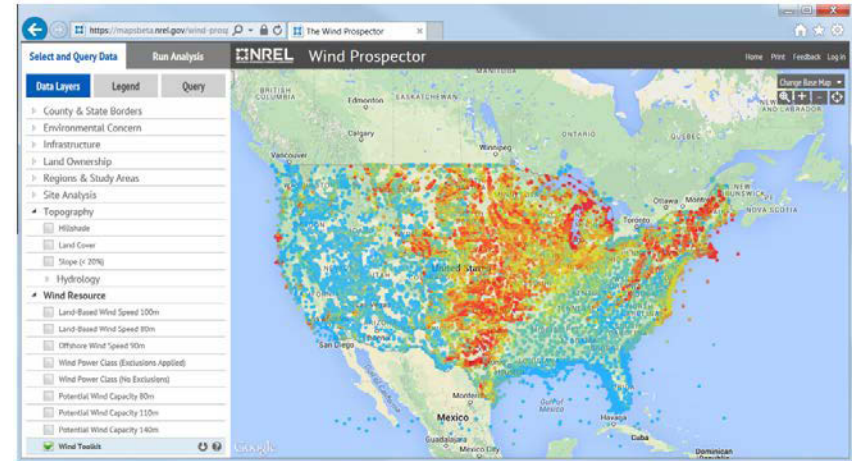 https://mapsbeta.nrel.gov/wind-prosp
The Wind Prospector
Select and Query Data
Run Analysis
NREL Wind Prospector
Home Print Feedback Log in
Data Layers
Legend
Query
County & State Borders
Environmental Concern
Infrastructure
Land Ownership
Regions & Study Areas
Site Analysis
Topography
Hillshade
Land Cover
Slope (< 20%)
Hydrology
Wind Resource
Land-Based Wind Speed 100m
Land-Based Wind Speed 80m
Offshore Wind Speed 90m
Wind Power Class (Exclusions Applied)
Wind Power Class (No Exclusions)
Potential Wind Capacity 80m
Potential Wind Capacity 110m
Potential Wind Capacity 140m
Wind Toolkit
Change Base Map
MANITOBA
BRITISH
COLUMBIA
Edmonton
SASKATCHEWAN
AND LABRADOR
Calgary
ONTARIO
QUEBEC
Winnipeg
Vancouver
NEW
BRUNSWICK
Ottawa
NOVA SCOTIA
Toronto
United States
UTAH
San Diego
Gulf of
Mexico
Mexico
Havana
Cuba
Guadalajara
Mexico City
Dominican
Google